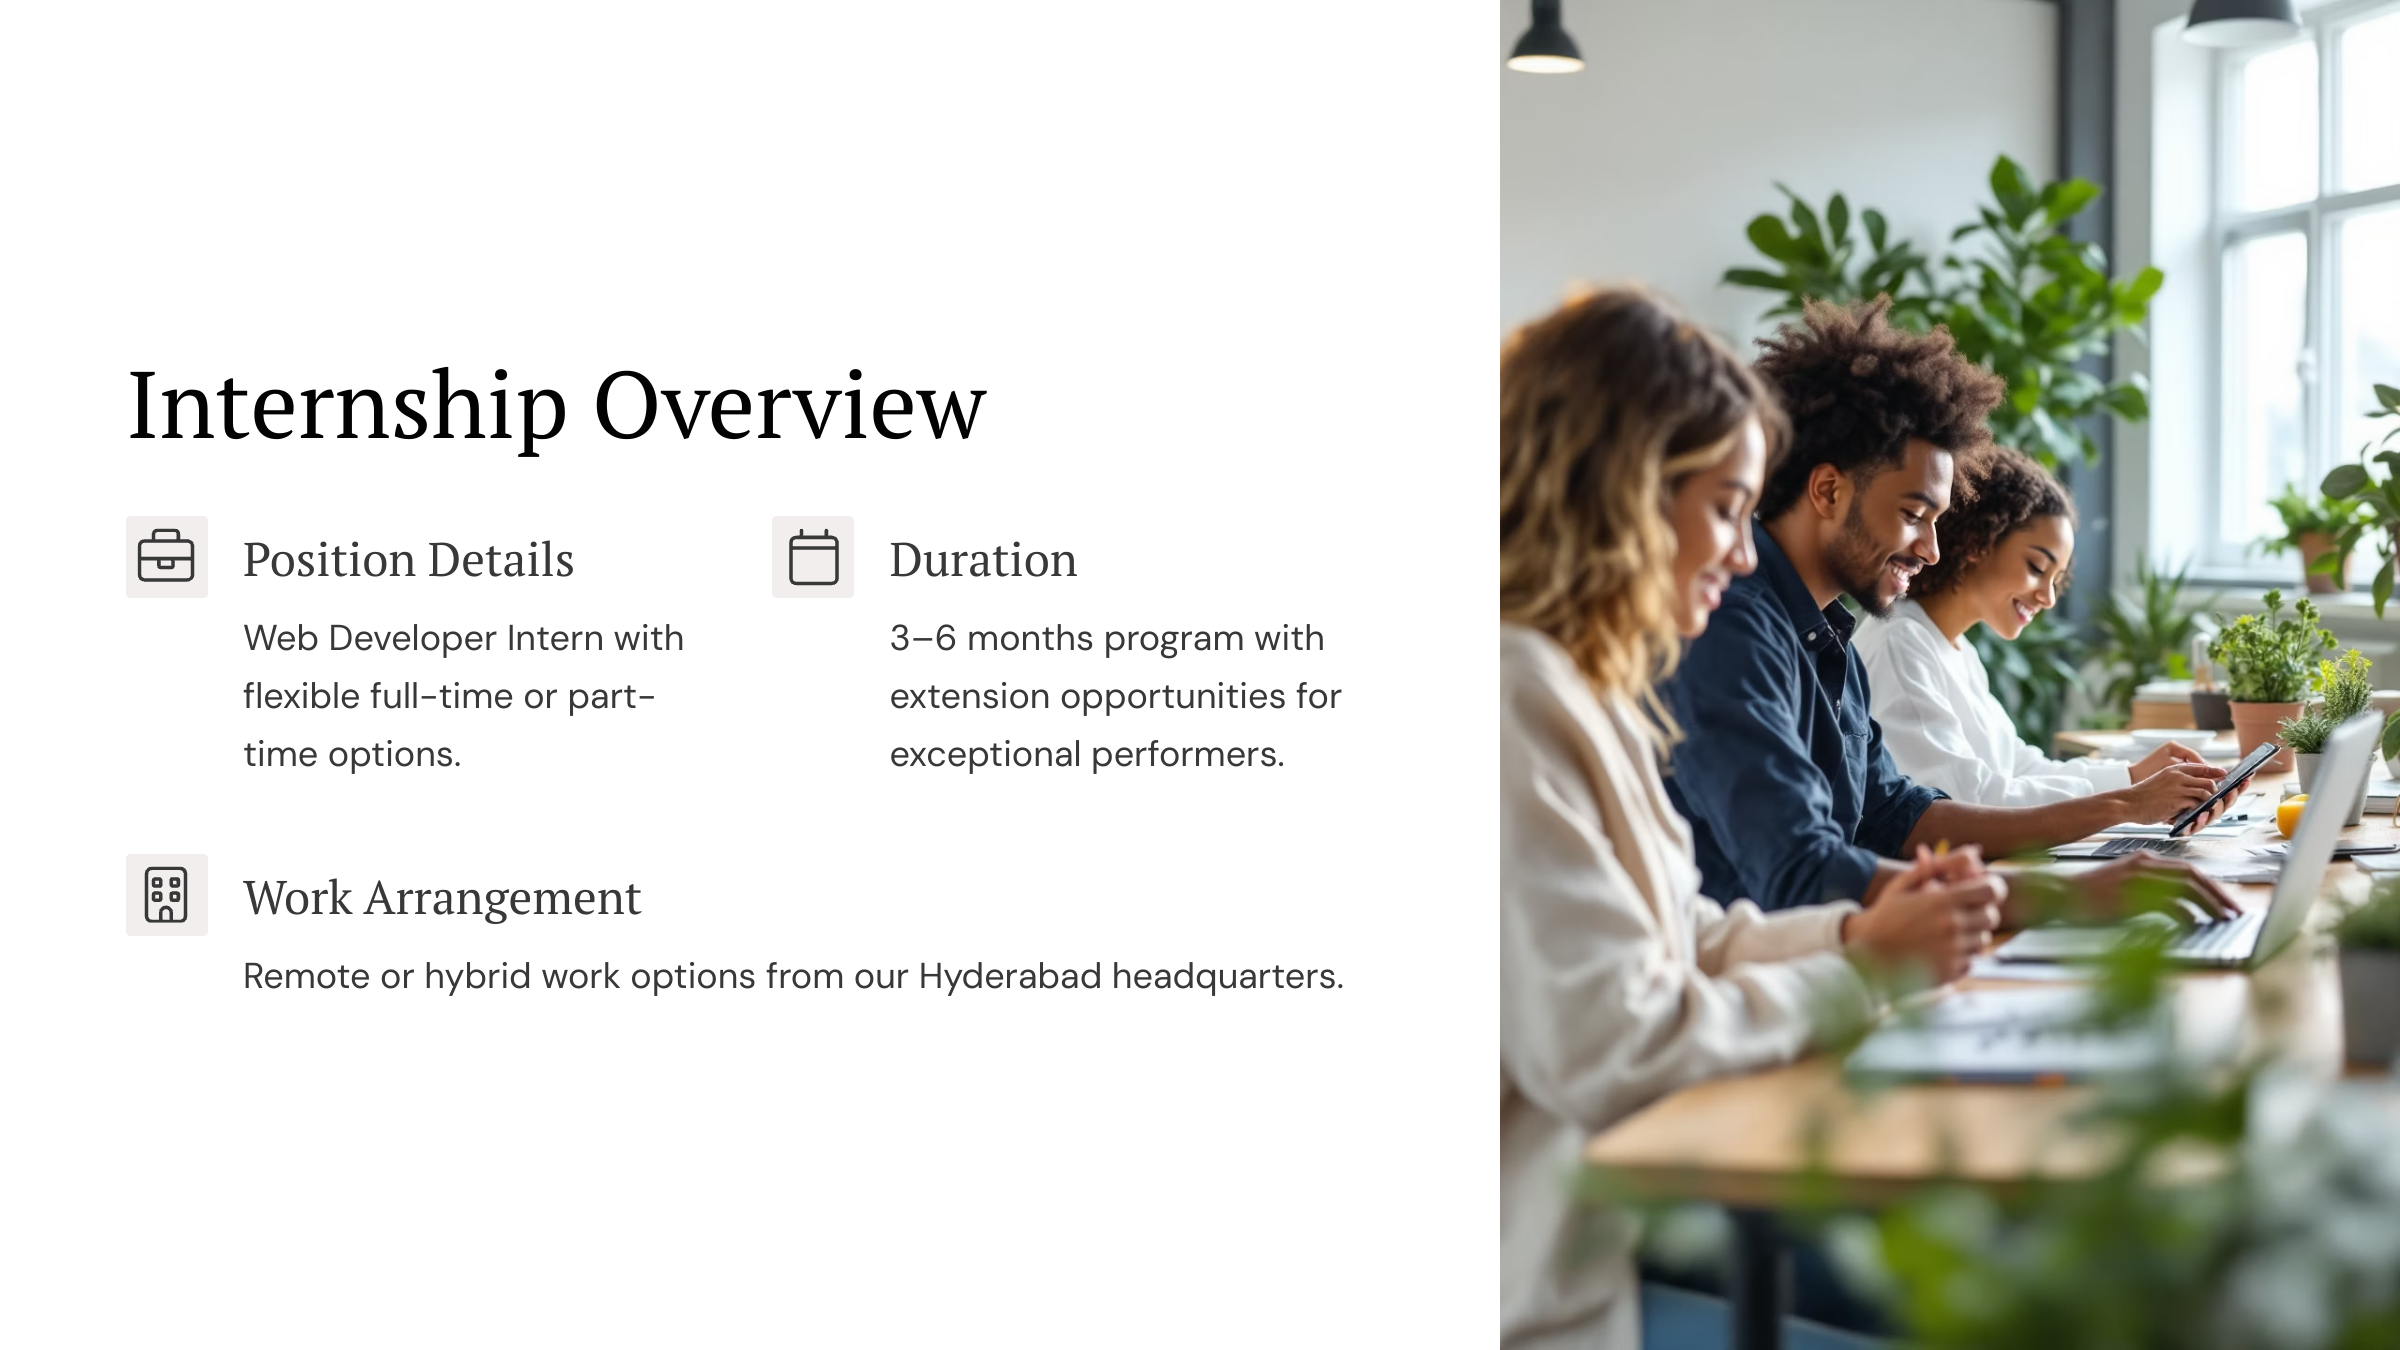 Internship Overview
Position Details
Web Developer Intern with
flexible full-time or part-
time options.
Duration
3–6 months program with
extension opportunities for
exceptional performers.
Work Arrangement
Remote or hybrid work options from our Hyderabad headquarters.